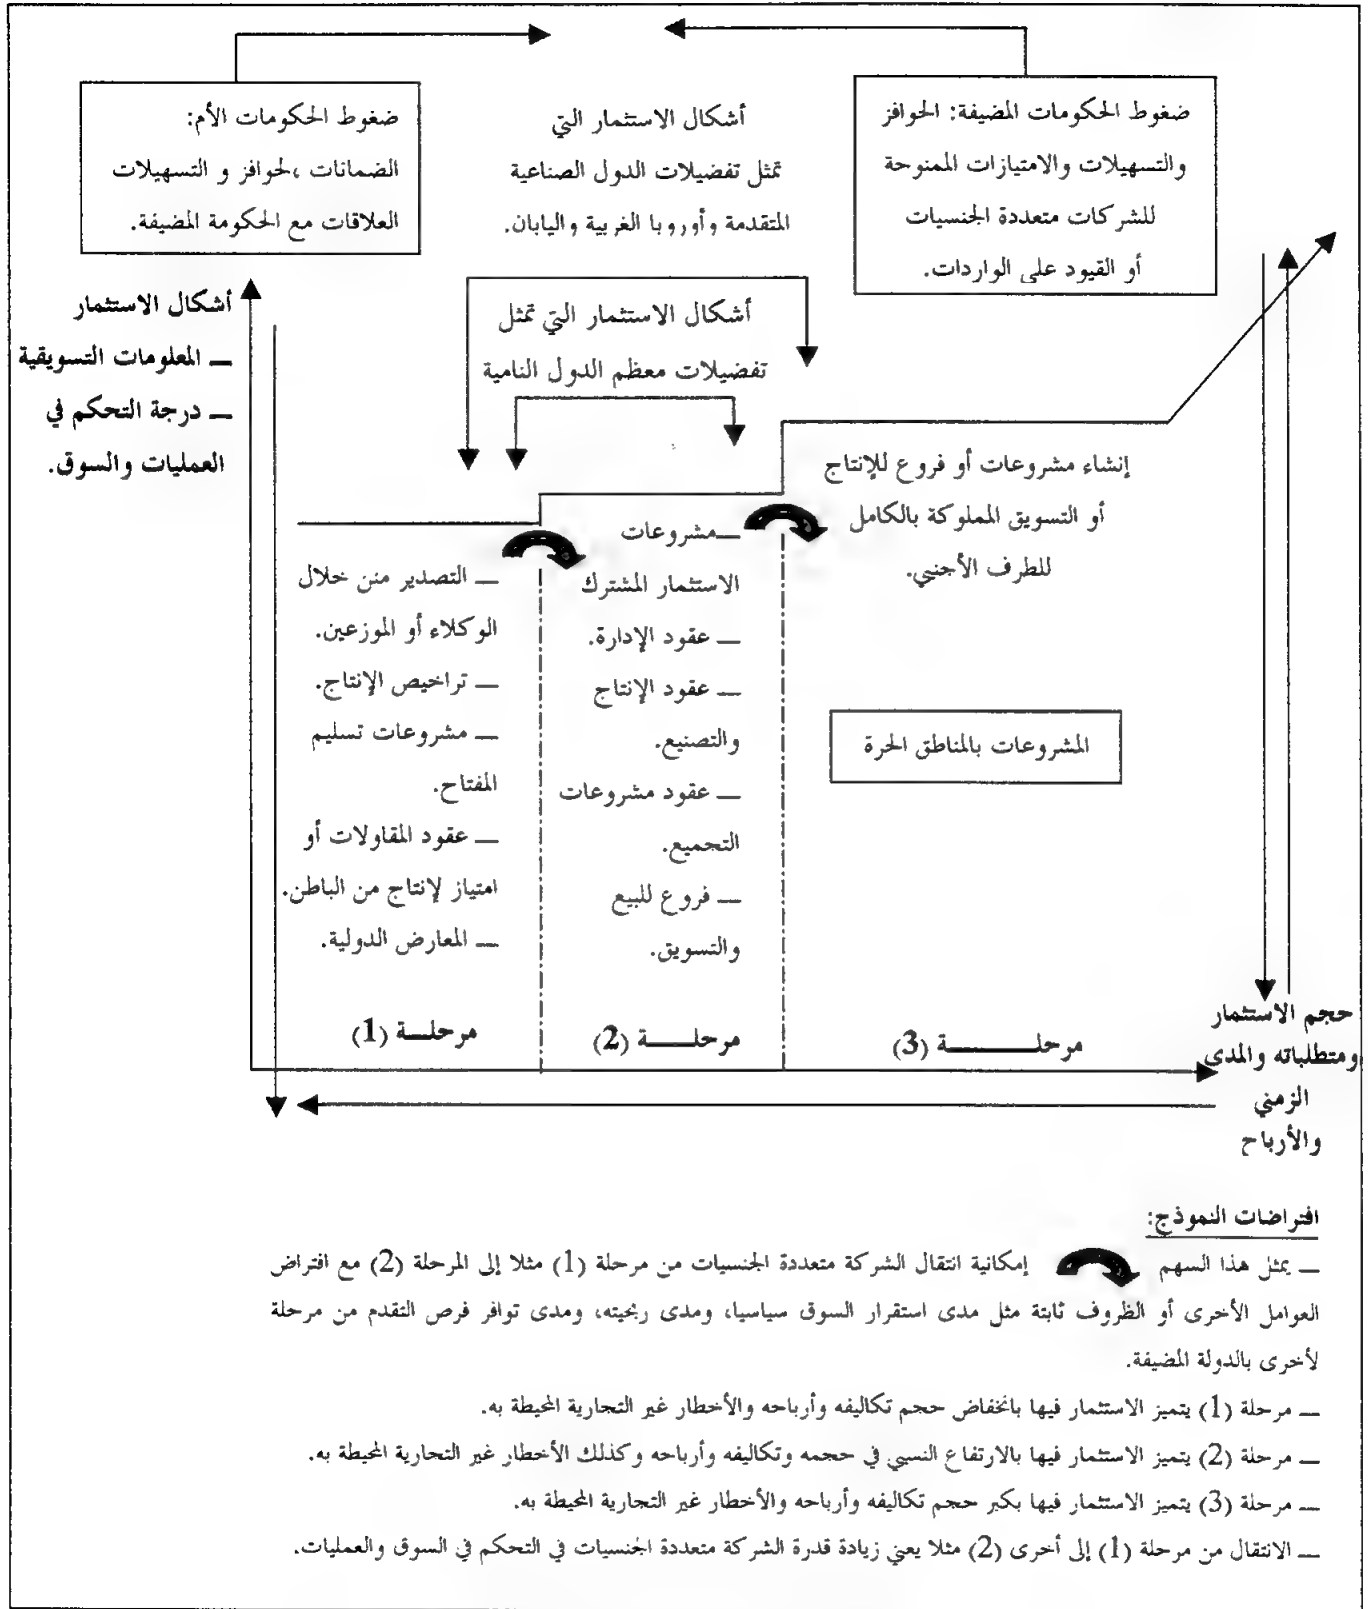 ضغوط الحكومات المضيفة: الحوافز
والتسهيلات والامتيازات الممنوحة
للشركات متعددة الجنسيات
أو القيود على الواردات.
أشكال الاستثمار التي
تمثل تفضيلات الدول الصناعية
المتقدمة وأوروبا الغربية واليابان.
ضغوط الحكومات الأم:
الضمانات ،لحوافز و التسهيلات
العلاقات مع الحكومة المضيفة.
أشكال الاستثمار التي تمثل
تفضيلات معظم الدول النامية
أشكال الاستثمار
– المعلومات التسويقية
– درجة التحكم في
العمليات والسوق.
إنشاء مشروعات أو فروع للإنتاج
أو التسويق المملوكة بالكامل
للطرف الأجنبي.
المشروعات بالمناطق الحرة
–مشروعات
الاستثمار المشترك
– عقود الإدارة.
– عقود الإنتاج
والتصنيع.
– عقود مشروعات
التجميع.
– فروع للبيع
والتسويق.
– التصدير منن خلال
الوكلاء أو الموزعين.
– تراخيص الإنتاج.
– مشروعات تسليم
المفتاح.
– عقود المقاولات أو
امتياز لإنتاج من الباطن.
– المعارض الدولية.
مرحلـــــــة (3)
مرحلــــة (2)
مرحلـــة (1)
حجم الاستثمار
ومتطلباته والمدى
الزمني
والأرباح
افتراضات النموذج:
– يمثل هذا السهم إمكانية انتقال الشركة متعددة الجنسيات من مرحلة (1) مثلا إلى المرحلة (2) مع افتراض
العوامل الأخرى أو الظروف ثابتة مثل مدى استقرار السوق سياسيا، ومدى ربحيته، ومدى توافر فرص التقدم من مرحلة
لأخرى بالدولة المضيفة.
– مرحلة (1) يتميز الاستثمار فيها بانخفاض حجم تكاليفه وأرباحه والأخطار غير التجارية المحيطة به.
– مرحلة (2) يتميز الاستثمار فيها بالارتفاع النسبي في حجمه وتكاليفه وأرباحه وكذلك الأخطار غير التجارية المحيطة به.
– مرحلة (3) يتميز الاستثمار فيها بكبر حجم تكاليفه وأرباحه والأخطار غير التجارية المحيطة به.
– الانتقال من مرحلة (1) إلى أخرى (2) مثلا يعني زيادة قدرة الشركة متعددة الجنسيات في التحكم في السوق والعمليات.